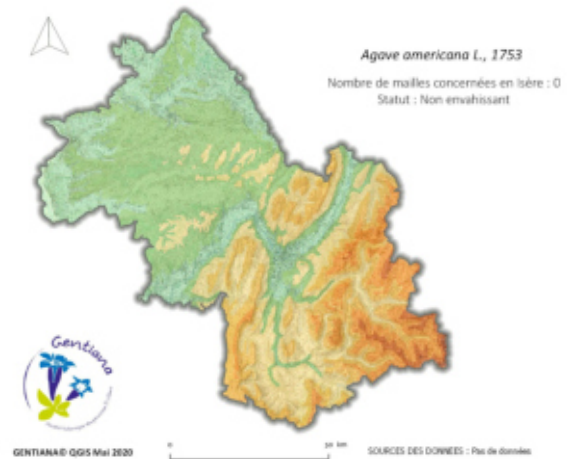 Agave americana L., 1753
Nombre de mailles concernées en Isère : 0
Statut : Non envahissant
Gentiana
GENTIANA© QGIS Mai 2020
0
SOURCES DES DONNEES : Pas de données